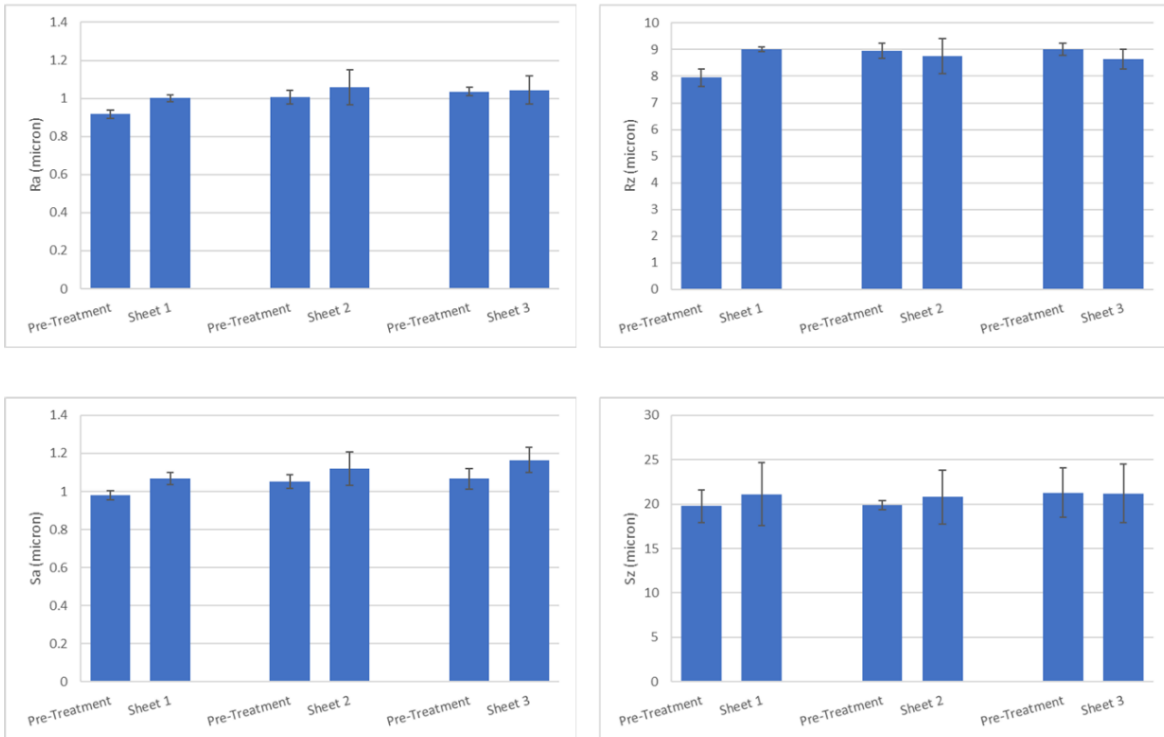 1.4
1.2
1
0.8
0.6
0.4
0.2
0
Ra (micron)
Pre-Treatment
Sheet 1
Pre-Treatment
Sheet 2
Pre-Treatment
Sheet 3
10
9
8
7
6
5
4
3
2
1
0
Rz (micron)
Pre-Treatment
Sheet 1
Pre-Treatment
Sheet 2
Pre-Treatment
Sheet 3
1.4
1.2
1
0.8
0.6
0.4
0.2
0
Sa (micron)
Pre-Treatment
Sheet 1
Pre-Treatment
Sheet 2
Pre-Treatment
Sheet 3
30
25
20
15
10
5
0
Sz (micron)
Pre-Treatment
Sheet 1
Pre-Treatment
Sheet 2
Pre-Treatment
Sheet 3